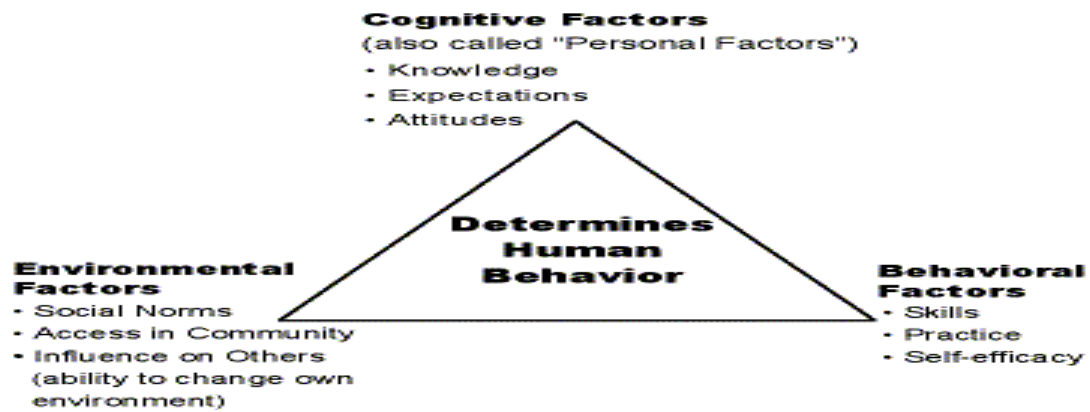 Cognitive Factors
(also called "Personal Factors")
• Knowledge
• Expectations
• Attitudes
Determines
Human
Behavior
Environmental
Factors
• Social Norms
• Access in Community
• Influence on Others
(ability to change own
environment)
Behavioral
Factors
• Skills
• Practice
• Self-efficacy